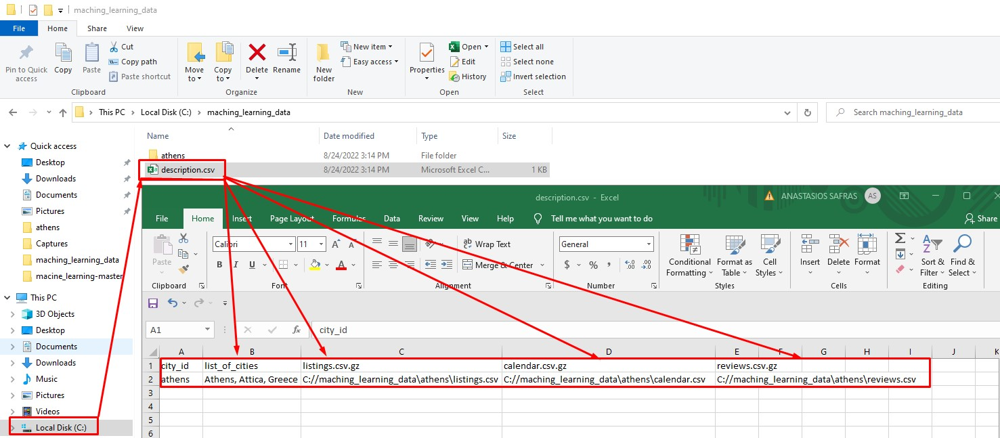 maching_learning_data
File Home Share View
Pin to Quick access
Copy
Paste
Cut
Copy path
Paste shortcut
Clipboard
Move to
Copy to
Delete
Rename
Organize
New folder
New item
Easy access
New
Properties
Open
Edit
History
Open
Select all
Select none
Invert selection
Select
This PC Local Disk (C:) maching_learning_data
Search maching_learning_data
Name Date modified Type Size
athens 8/24/2022 3:14 PM File folder
description.csv 8/24/2022 3:14 PM Microsoft Excel C... 1 KB
Quick access
Desktop
Downloads
Documents
Pictures
athens
Captures
maching_learning_data
macine_learning-master
This PC
3D Objects
Desktop
Documents
Downloads
Music
Pictures
Videos
Local Disk (C:)
description.csv - Excel
ANASTASIOS SAFRAS AS
File Home Insert Page Layout Formulas Data Review View Help Tell me what you want to do
Share
Paste
Clipboard
Calibri 11
B I U
Font
Wrap Text
Merge & Center
Alignment
General
$ % ,
Number
Conditional Formatting
Format as Table
Cell Styles
Styles
Insert Delete Format
Cells
Sort & Filter
Find & Select
Editing
A1 fx city_id
A B C D E F G H I J K
1 city_id list_of_cities listings.csv.gz calendar.csv.gz reviews.csv.gz
2 athens Athens, Attica, Greece C://maching_learning_data\athens\listings.csv C://maching_learning_data\athens\calendar.csv C://maching_learning_data\athens\reviews.csv
3
4
5
6